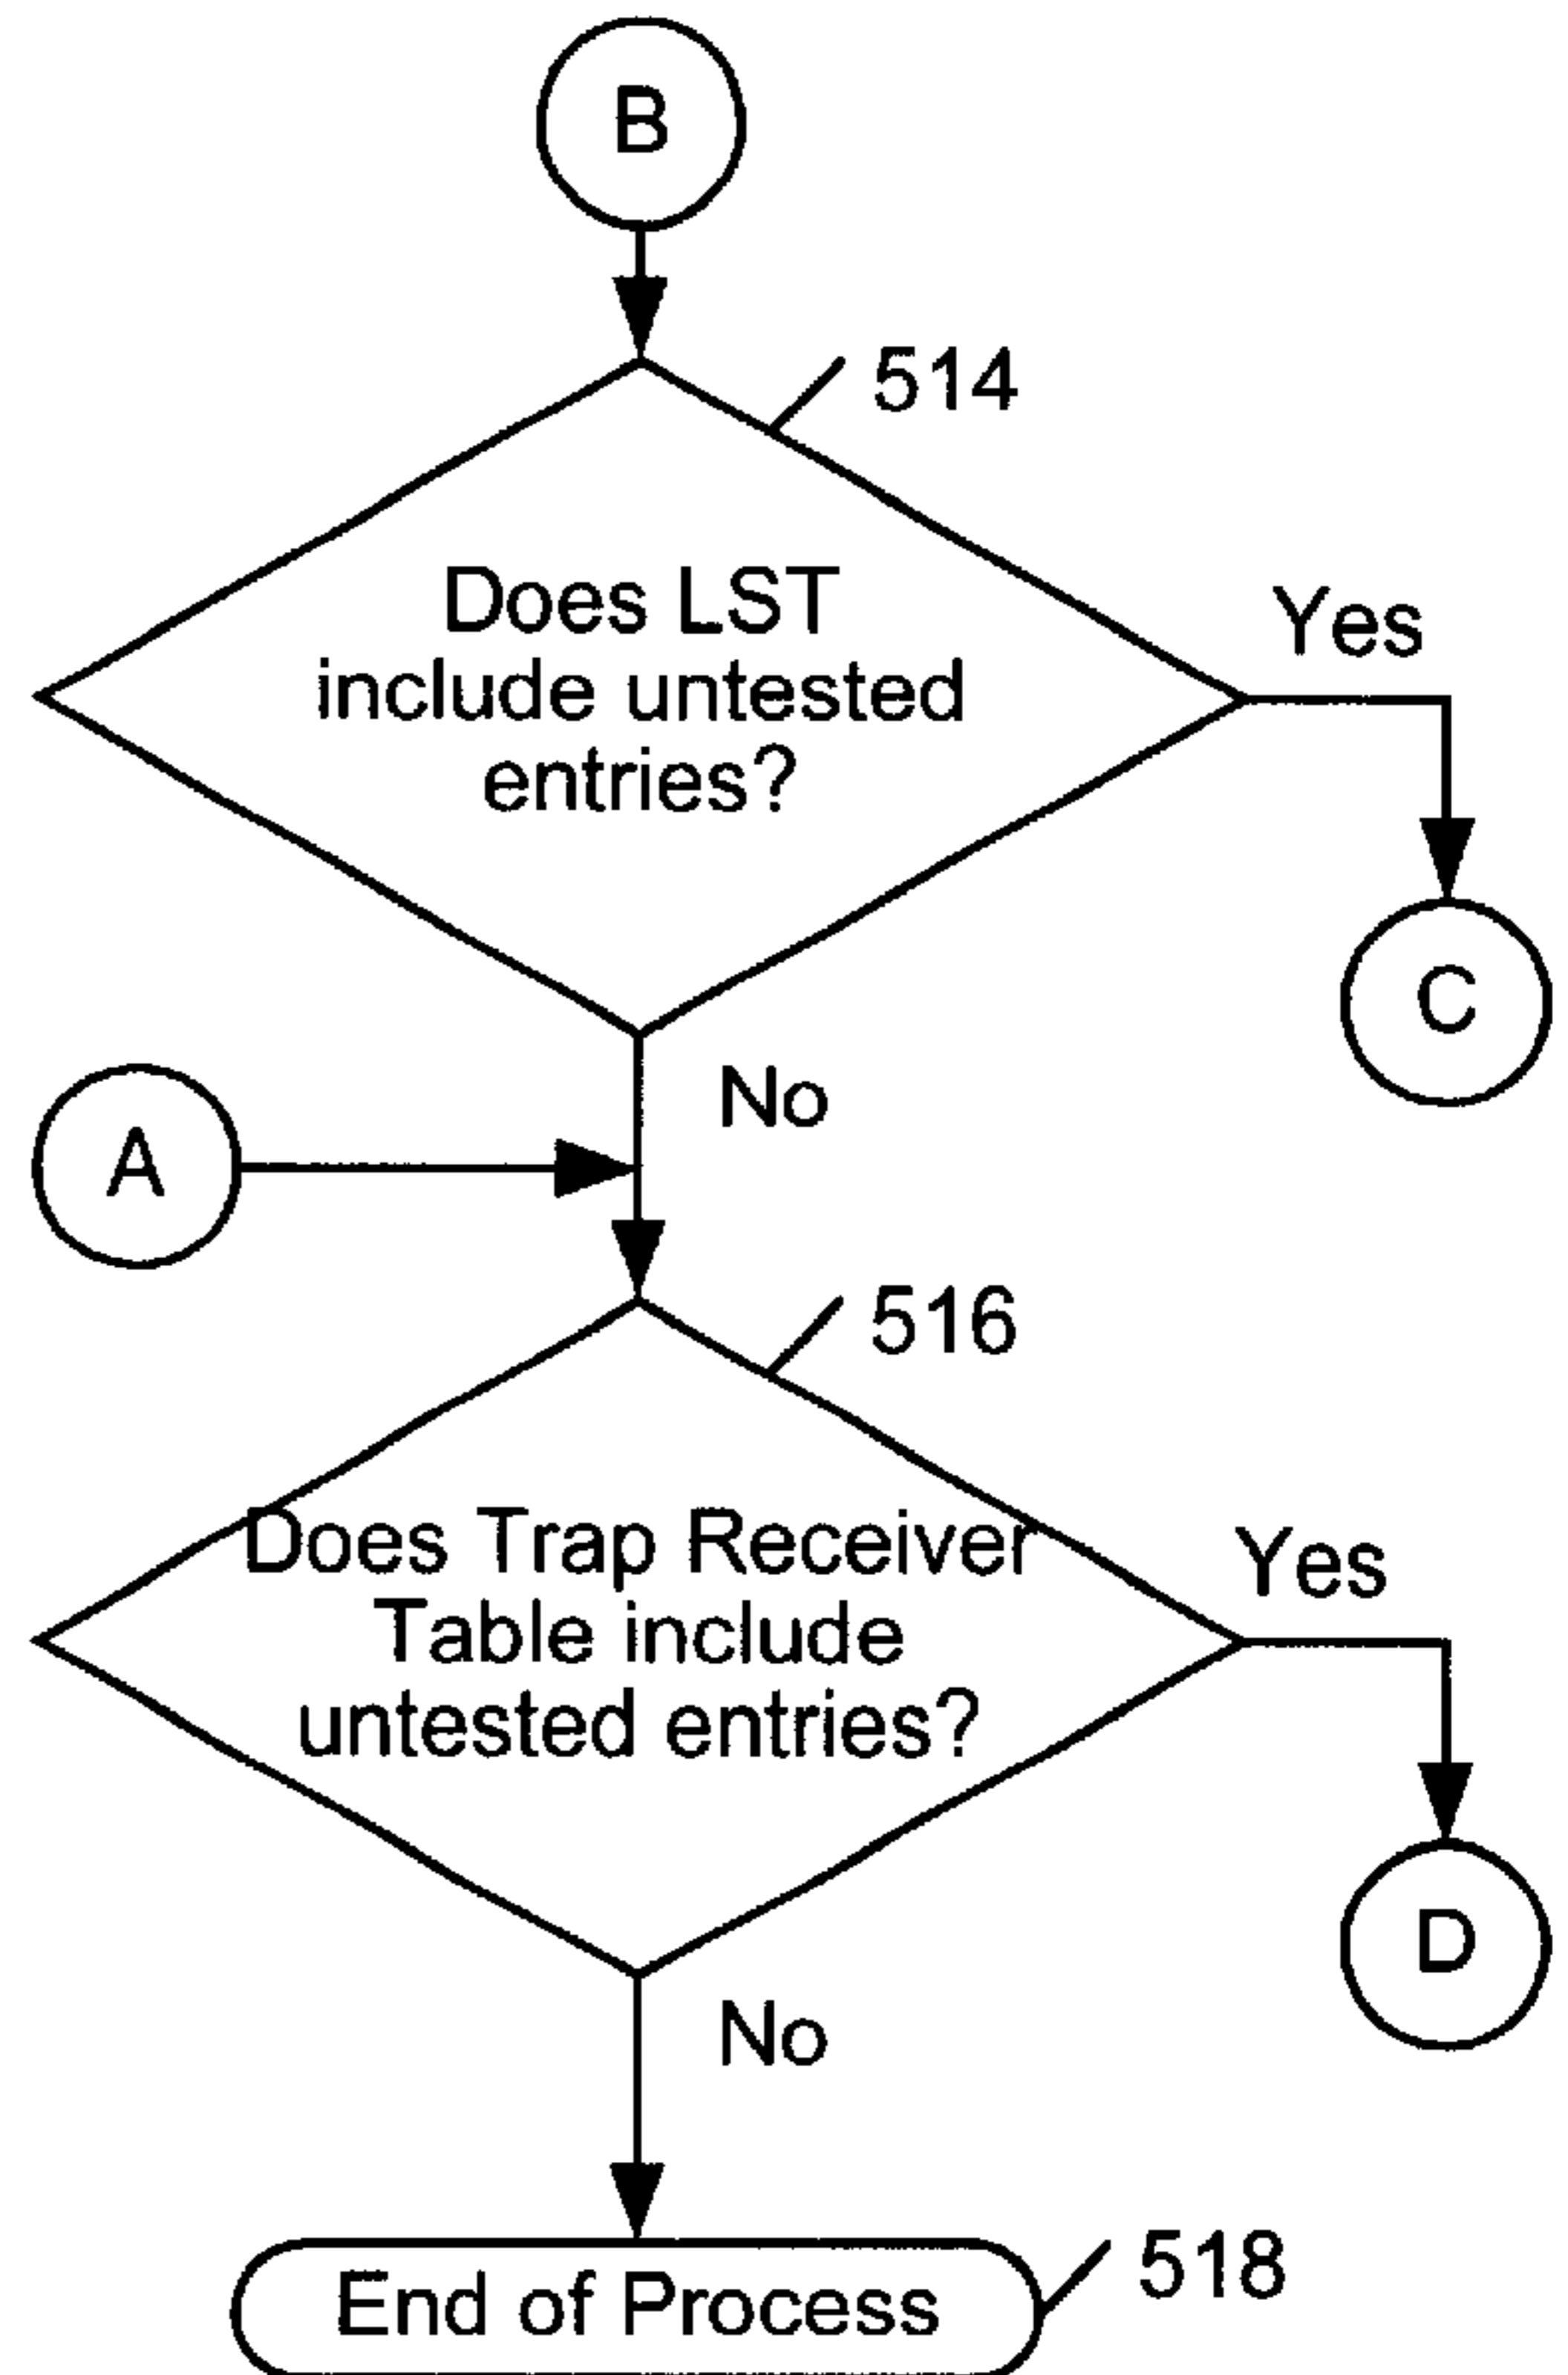 B
514
Does LST
include untested
entries?
Yes
C
No
A
516
Does Trap Receiver
Table include
untested entries?
Yes
D
No
End of Process
518